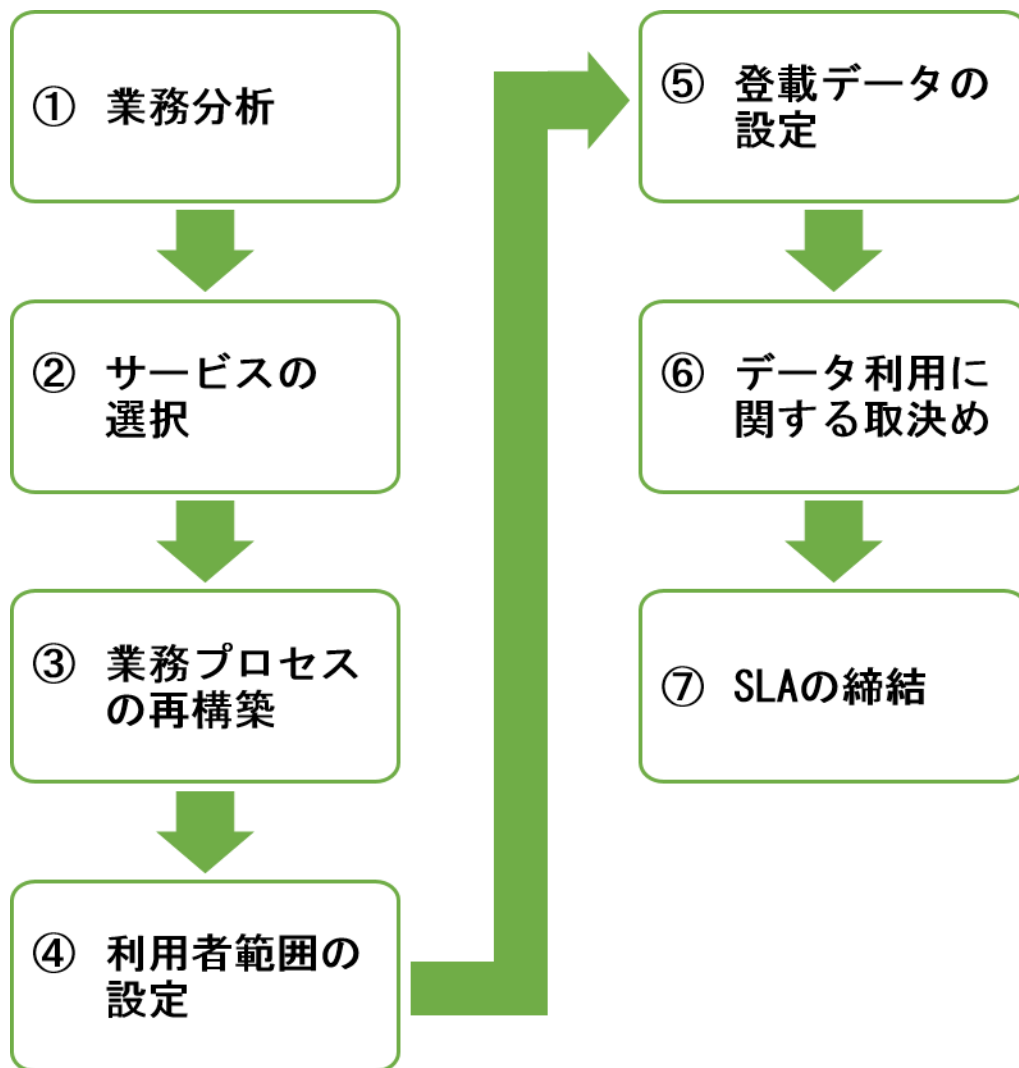 ① 業務分析
② サービスの
選択
③ 業務プロセス
の再構築
④ 利用者範囲の
設定
⑤ 登載データの
設定
⑥ データ利用に
関する取決め
⑦ SLAの締結